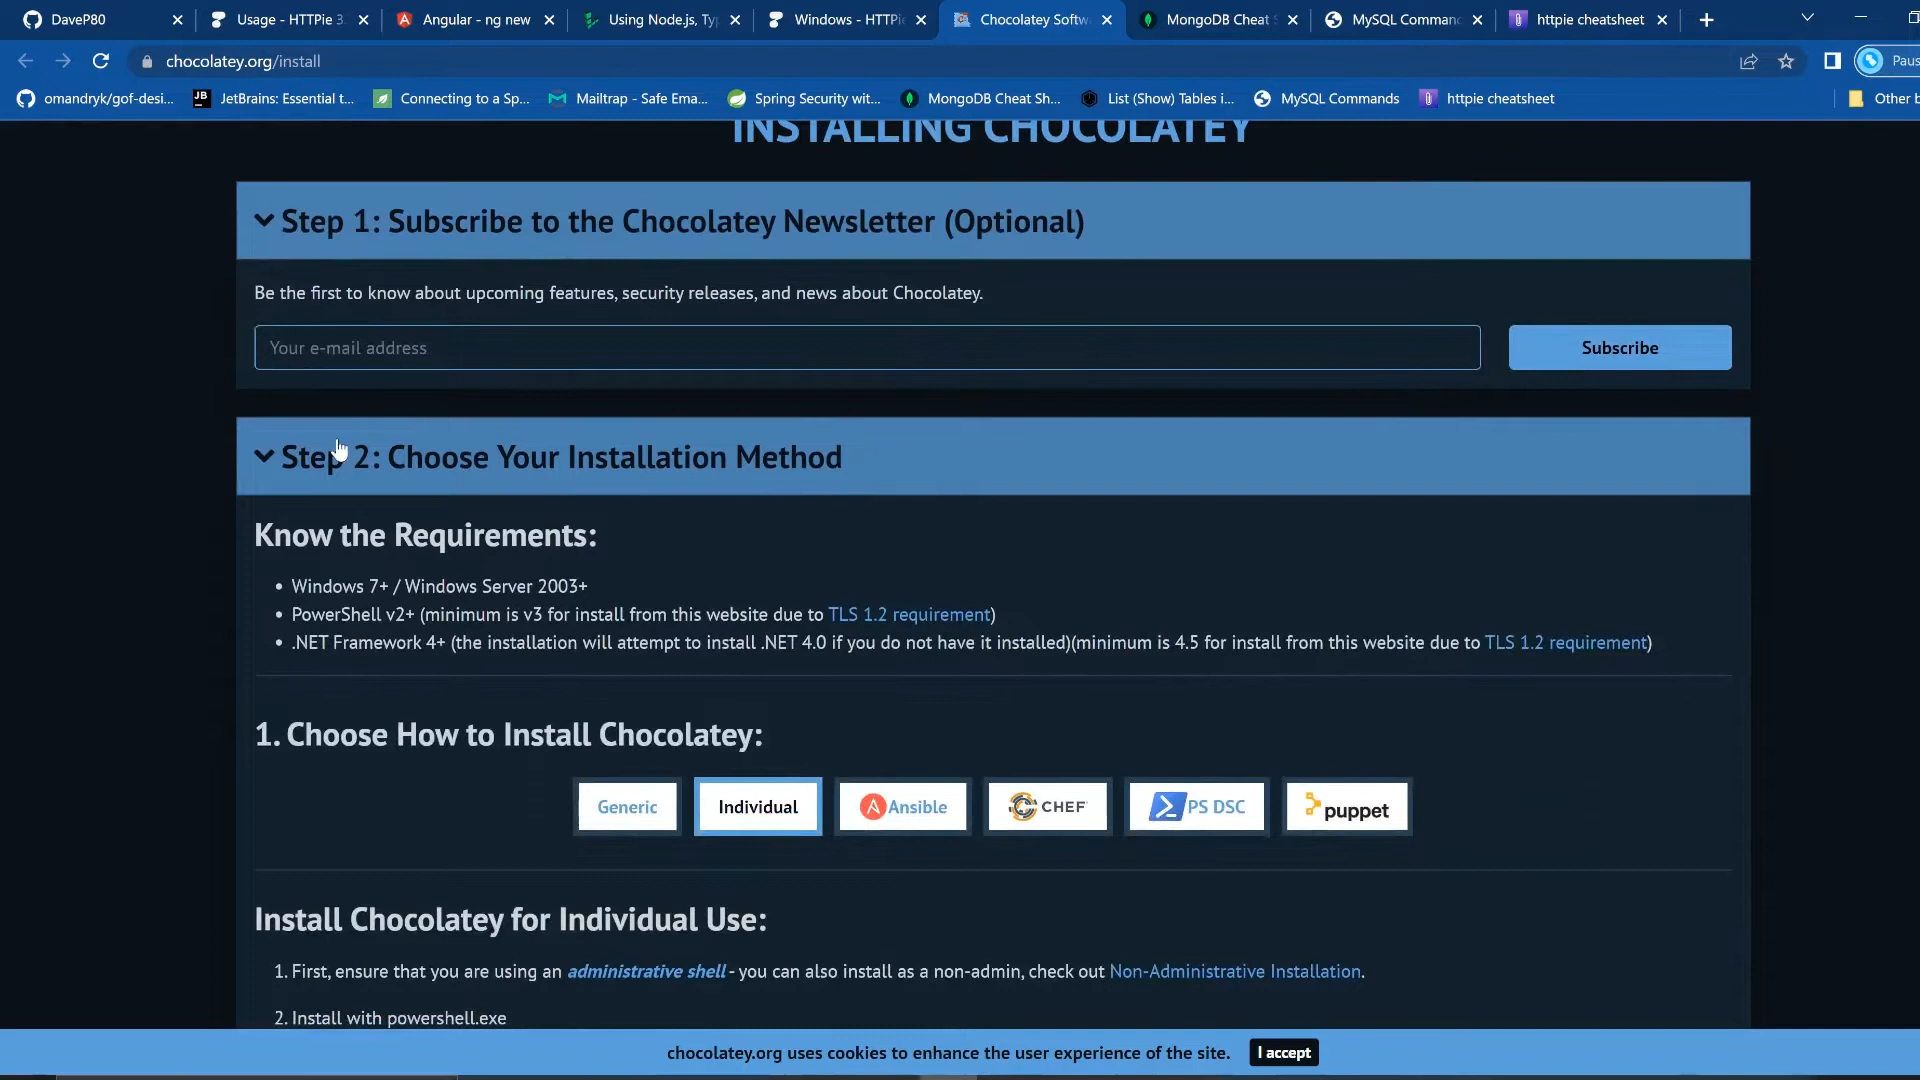 DaveP80
Usage - HTTPie 3.
Angular - ng new
Using Node.js, Ty
Windows - HTTPie
Chocolatey Softw
MongoDB Cheat S
MySQL Command
httpie cheatsheet
chocolatey.org/install
Paus
omandryk/gof-desi...
JetBrains: Essential t...
Connecting to a Sp...
Mailtrap - Safe Ema...
Spring Security wit...
MongoDB Cheat Sh...
List (Show) Tables i...
MySQL Commands
httpie cheatsheet
Other b
INSTALLING CHOCOLATEY
Step 1: Subscribe to the Chocolatey Newsletter (Optional)
Be the first to know about upcoming features, security releases, and news about Chocolatey.
Your e-mail address
Subscribe
Step 2: Choose Your Installation Method
Know the Requirements:
• Windows 7+ / Windows Server 2003+
• PowerShell v2+ (minimum is v3 for install from this website due to TLS 1.2 requirement)
• .NET Framework 4+ (the installation will attempt to install .NET 4.0 if you do not have it installed)(minimum is 4.5 for install from this website due to TLS 1.2 requirement)
1. Choose How to Install Chocolatey:
Generic
Individual
Ansible
CHEF
PS DSC
puppet
Install Chocolatey for Individual Use:
1. First, ensure that you are using an administrative shell - you can also install as a non-admin, check out Non-Administrative Installation.
2. Install with powershell.exe
chocolatey.org uses cookies to enhance the user experience of the site.
I accept